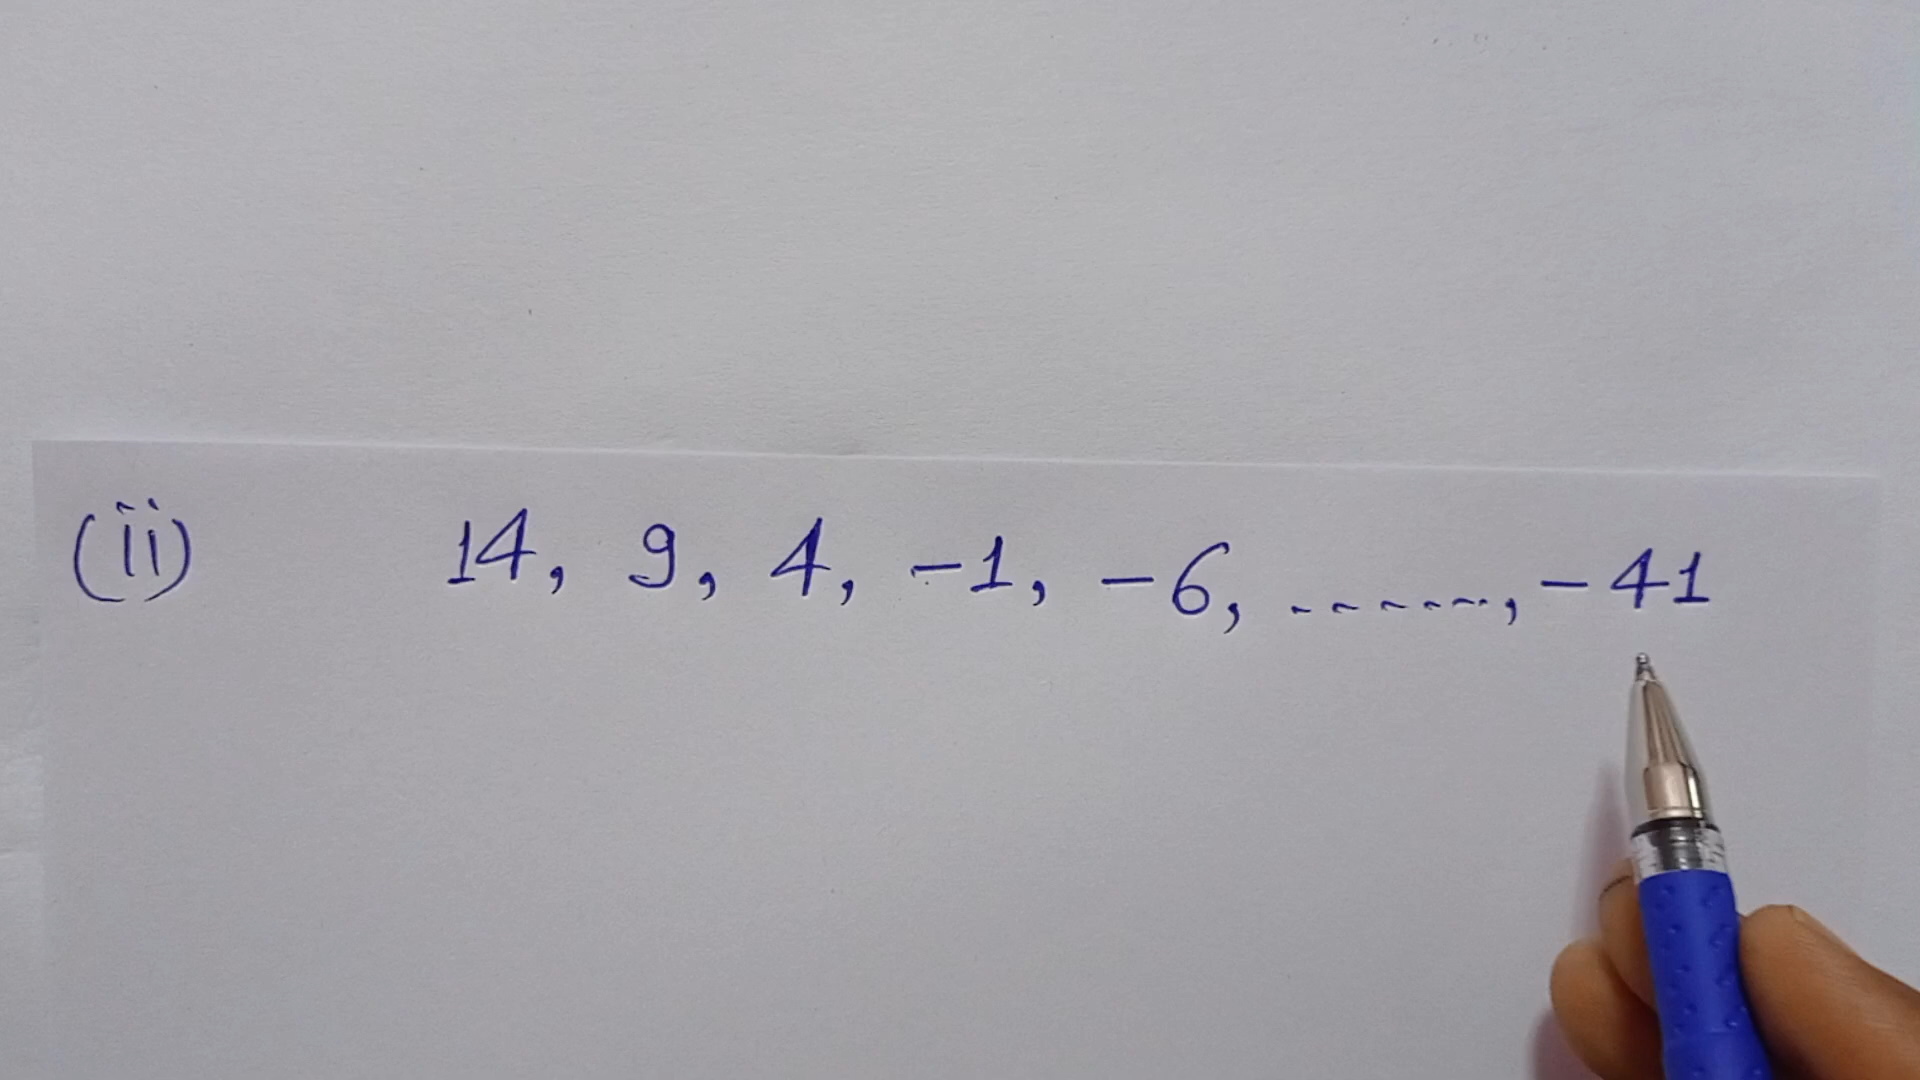 (ii) 14, 9, 4, -1, -6, ........, -41